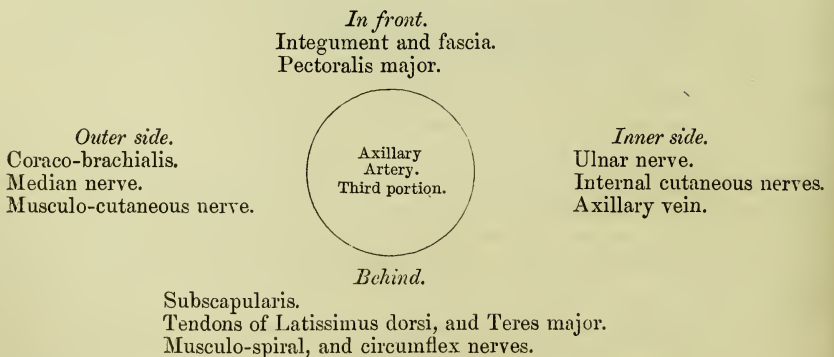 In front.
Integument and fascia.
Pectoralis major.
Outer side.
Coraco-brachialis.
Median nerve.
Musculo-cutaneous nerve.
Axillary
Artery.
Third portion.
Inner side.
Ulnar nerve.
Internal cutaneous nerves.
Axillary vein.
Behind.
Subscapularis.
Tendons of Latissimus dorsi, and Teres major.
Musculo-spiral, and circumflex nerves.